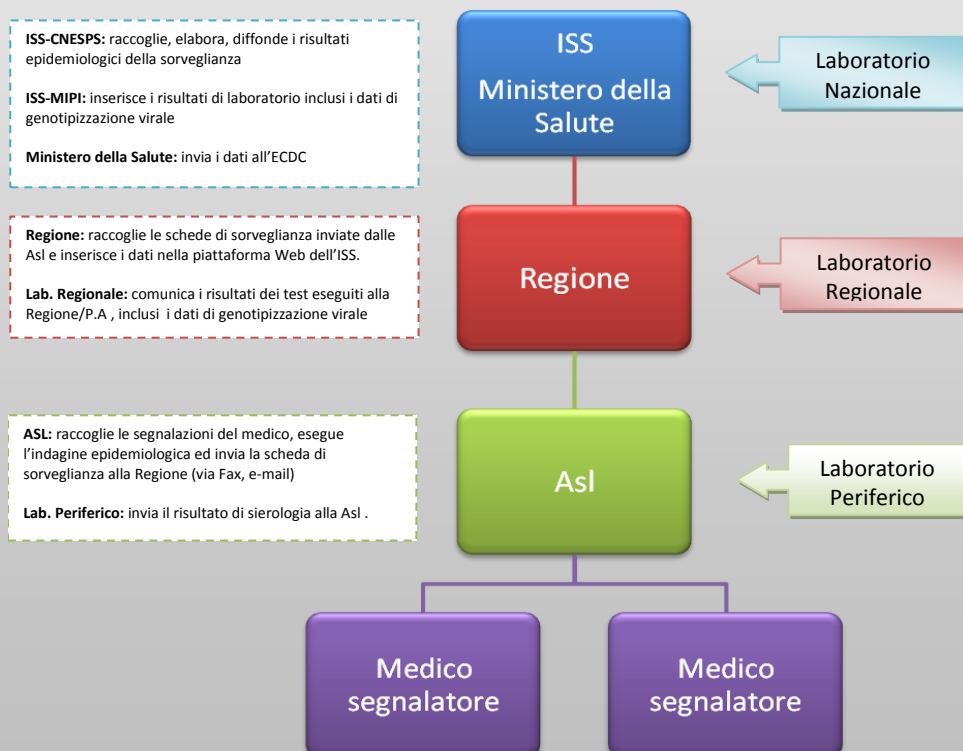 ISS-CNESPS: raccoglie, elabora, diffonde i risultati
epidemiologici della sorveglianza
ISS-MIPI: inserisce i risultati di laboratorio inclusi i dati di
genotipizzazione virale
Ministero della Salute: invia i dati all'ECDC
ISS
Ministero della
Salute
Laboratorio
Nazionale
Regione: raccoglie le schede di sorveglianza inviate dalle
Asl e inserisce i dati nella piattaforma Web dell'ISS.
Lab. Regionale: comunica i risultati dei test eseguiti alla
Regione/P.A , inclusi i dati di genotipizzazione virale
Regione
Laboratorio
Regionale
ASL: raccoglie le segnalazioni del medico, esegue
l'indagine epidemiologica ed invia la scheda di
sorveglianza alla Regione (via Fax, e-mail)
Lab. Periferico: invia il risultato di sierologia alla Asl .
Asl
Laboratorio
Periferico
Medico
segnalatore
Medico
segnalatore